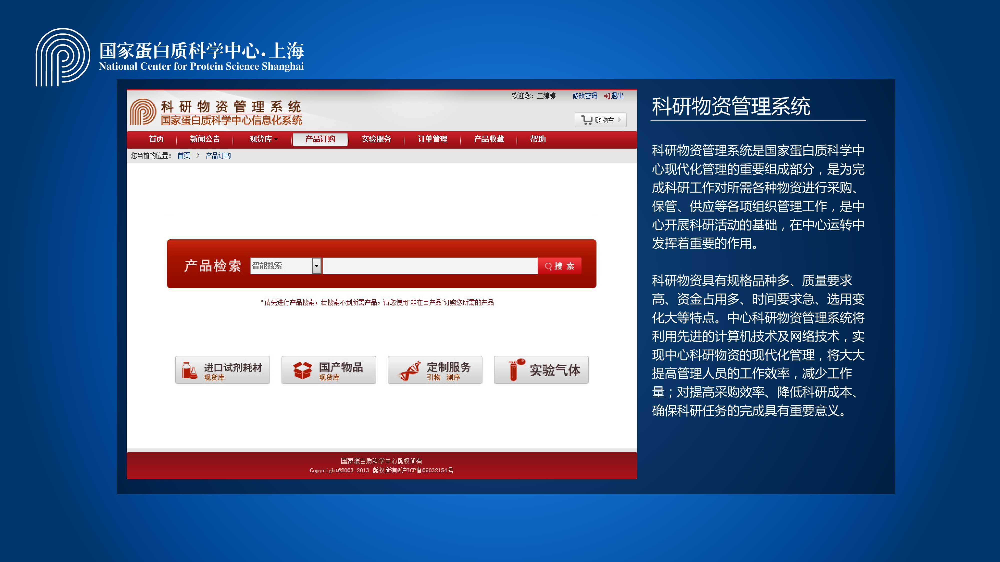 国家蛋白质科学中心.上海
National Center for Protein Science Shanghai
科研物资管理系统
国家蛋白质科学中心信息化系统
欢迎您：王婷婷 修改密码 退出
购物车
首页 新闻公告 现货库 产品订购 实验服务 订单管理 产品收藏 帮助
您当前的位置： 首页 > 产品订购
产品检索 智能搜索 搜 索
*请先进行产品搜索，若搜索不到所需产品，请您使用“非在目产品”订购您所需的产品
进口试剂耗材
现货库
国产物品
现货库
定制服务
引物 测序
实验气体
国家蛋白质科学中心版权所有
Copyright@2003-2013 版权所有@沪ICP备06032154号
科研物资管理系统
科研物资管理系统是国家蛋白质科学中
心现代化管理的重要组成部分，是为完
成科研工作对所需各种物资进行采购、
保管、供应等各项组织管理工作，是中
心开展科研活动的基础，在中心运转中
发挥着重要的作用。
科研物资具有规格品种多、质量要求
高、资金占用多、时间要求急、选用变
化大等特点。中心科研物资管理系统将
利用先进的计算机技术及网络技术，实
现中心科研物资的现代化管理，将大大
提高管理人员的工作效率，减少工作
量；对提高采购效率、降低科研成本、
确保科研任务的完成具有重要意义。